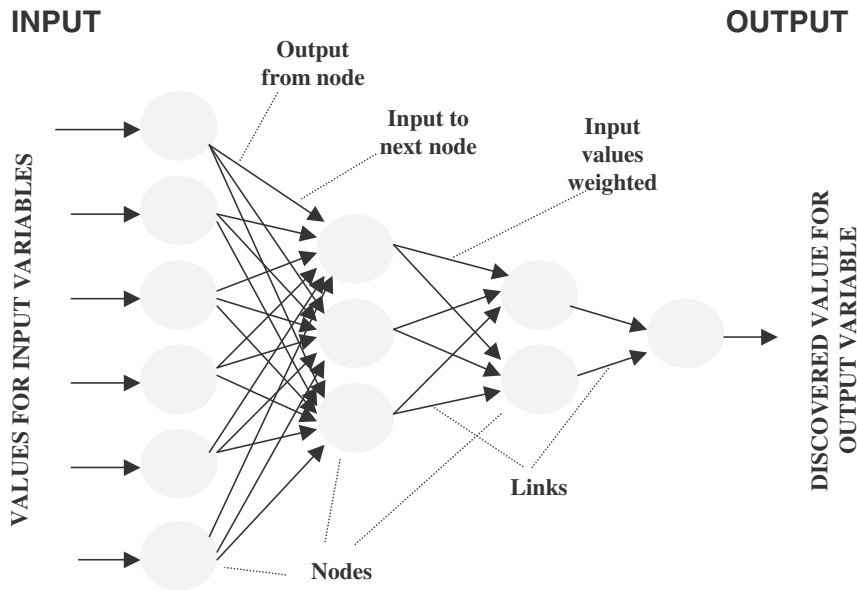 INPUT
OUTPUT
Output
from node
Input to
next node
Input
values
weighted
VALUES FOR INPUT VARIABLES
DISCOVERED VALUE FOR
OUTPUT VARIABLE
Links
Nodes